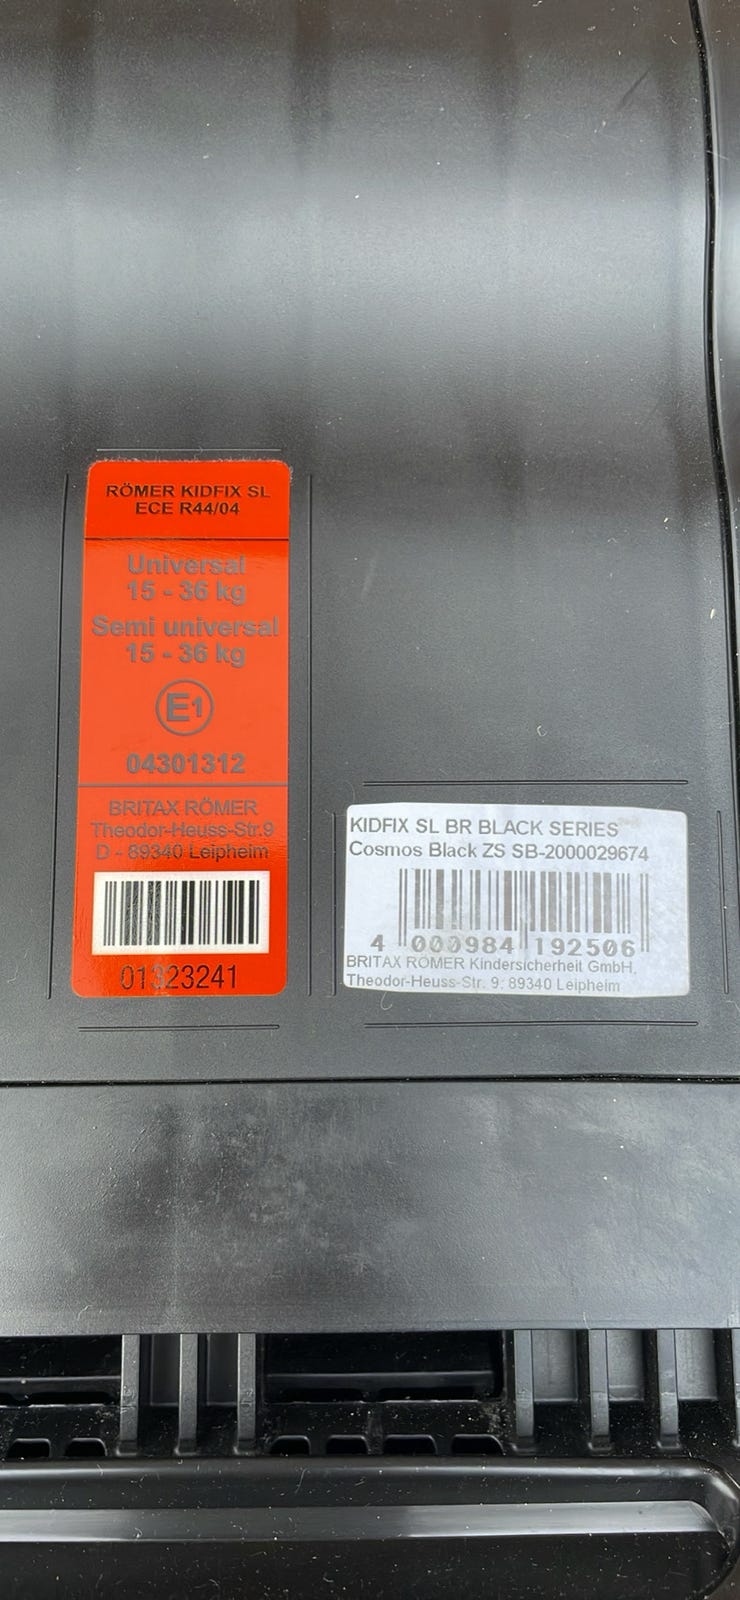 RÖMER KIDFIX SL
ECE R44/04
Universal
15 - 36 kg
Semi universal
15 - 36 kg
E1
04301312
BRITAX RÖMER
Theodor-Heuss-Str.9
D - 89340 Leipheim
01323241
KIDFIX SL BR BLACK SERIES
Cosmos Black ZS SB-2000029674
4 000984 192506
BRITAX RÖMER Kindersicherheit GmbH,
Theodor-Heuss-Str. 9, 89340 Leipheim